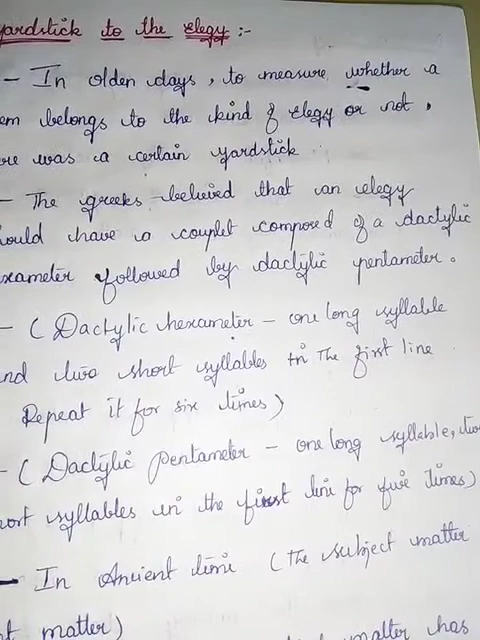 yardstick to the elegy :-
- In olden days, to measure whether a
em belongs to the kind of elegy or not,
ere was a certain yardstick
- The greeks believed that an elegy
ould have a couplet composed of a dactylic
xameter followed by dactylic pentameter.
- (Dactylic hexameter - one long syllable
nd two short syllables in the first line
Repeat it for six times)
- (Dactylic Pentameter - one long syllable, two
ort syllables in the first line for five times)
- In Ancient time (The subject matter
t matter)
matter has